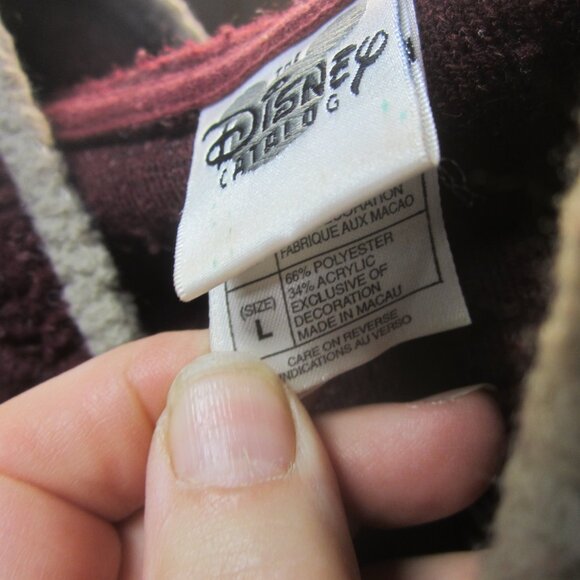 THE
DISNEY
CATALOG
DECORATION
FABRIQUE AUX MACAO
(SIZE)
L
66% POLYESTER
34% ACRYLIC
EXCLUSIVE OF
DECORATION
MADE IN MACAU
CARE ON REVERSE
INDICATIONS AU VERSO